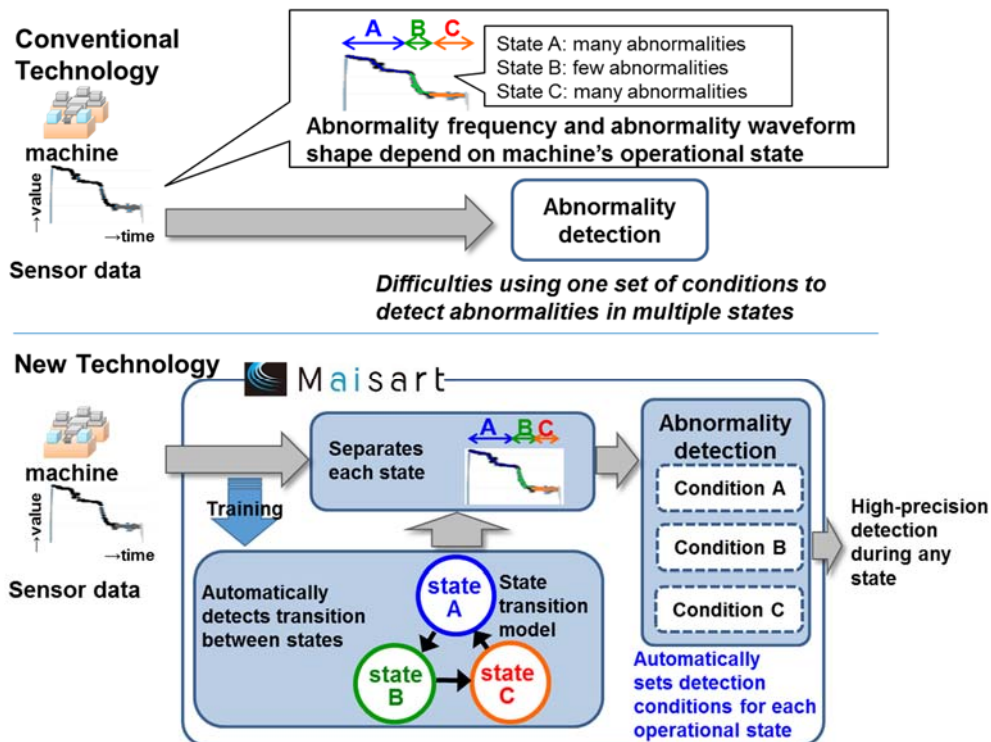 Conventional
Technology
A B C
State A: many abnormalities
State B: few abnormalities
State C: many abnormalities
Abnormality frequency and abnormality waveform
shape depend on machine's operational state
machine
→value
→time
Sensor data
Abnormality
detection
Difficulties using one set of conditions to
detect abnormalities in multiple states
New Technology
Maisart
machine
→value
→time
Sensor data
Training
Separates
each state
A B C
Automatically
detects transition
between states
state
A
State
transition
model
state
B
state
C
Abnormality
detection
Condition A
Condition B
Condition C
Automatically
sets detection
conditions for each
operational state
High-precision
detection
during any
state